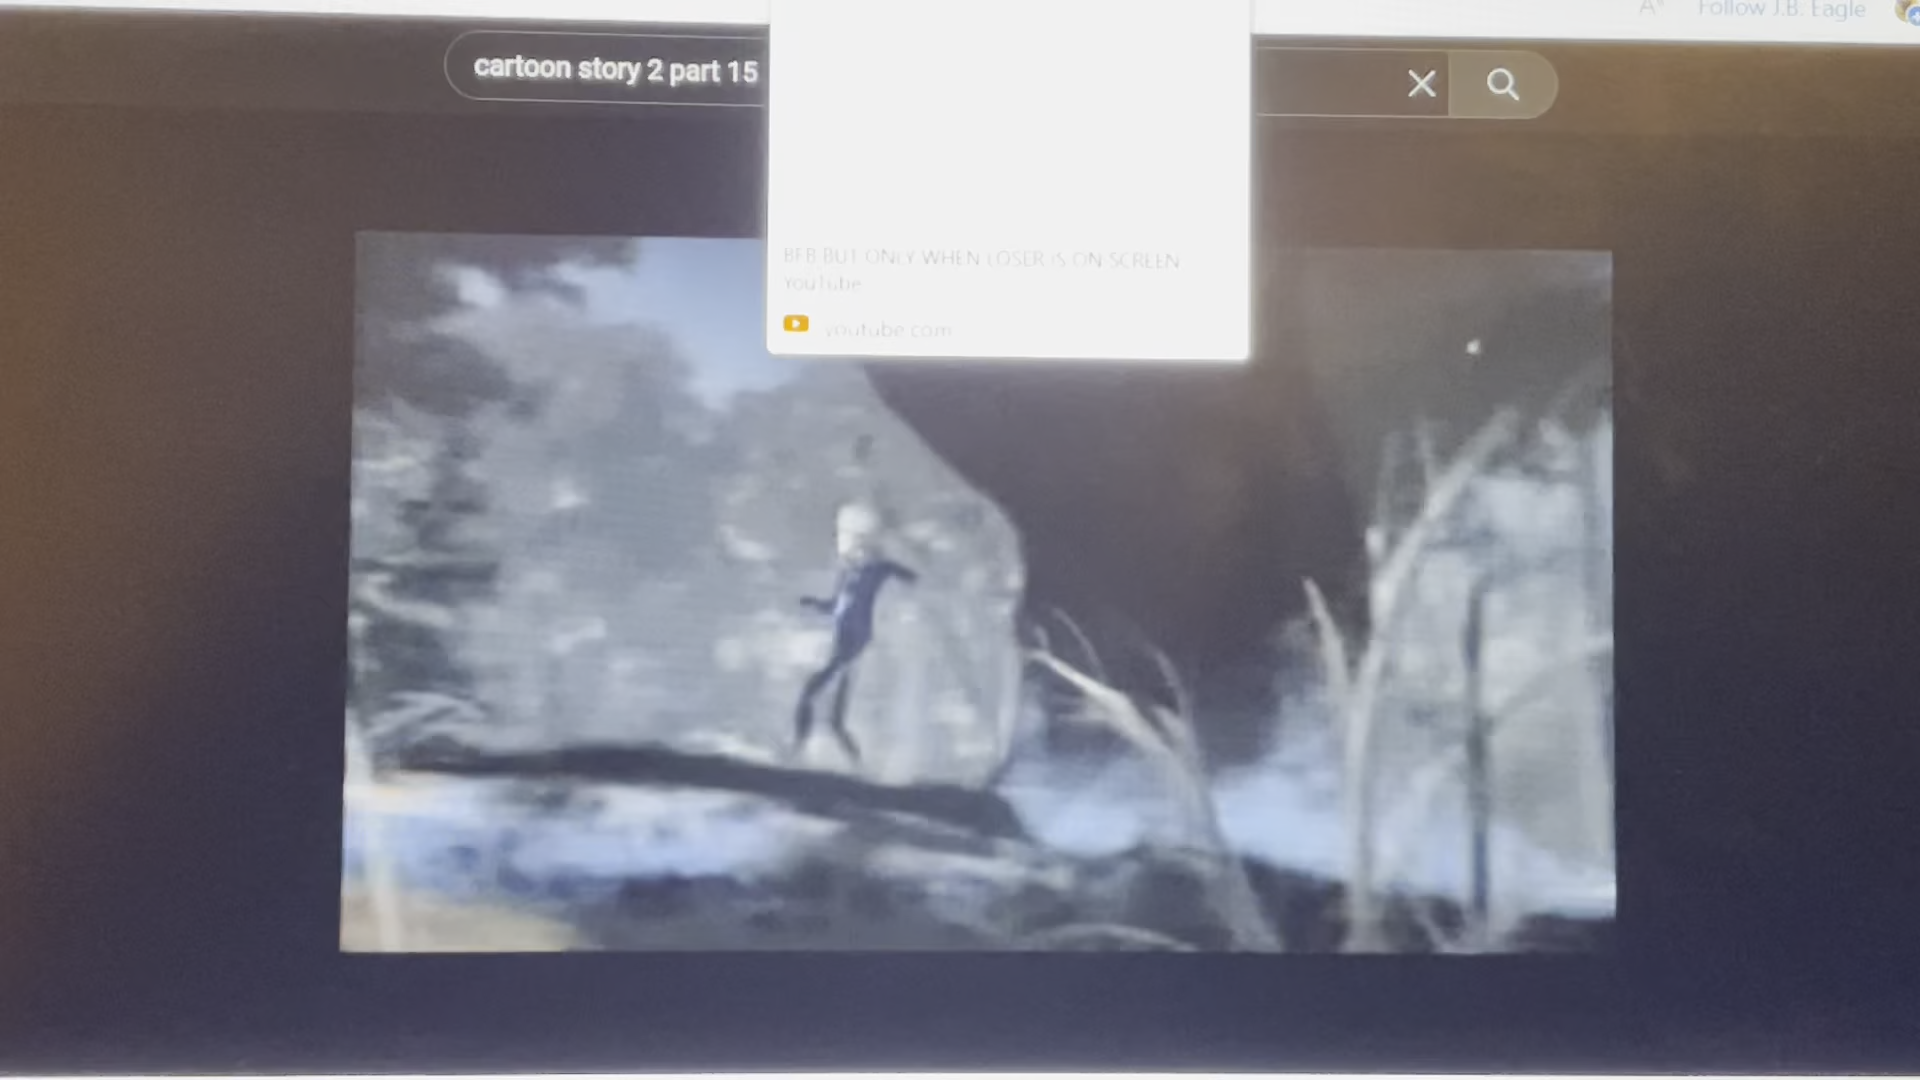 Follow J.B. Eagle
cartoon story 2 part 15
BFB BUT ONLY WHEN LOSER IS ON SCREEN
YouTube
youtube.com